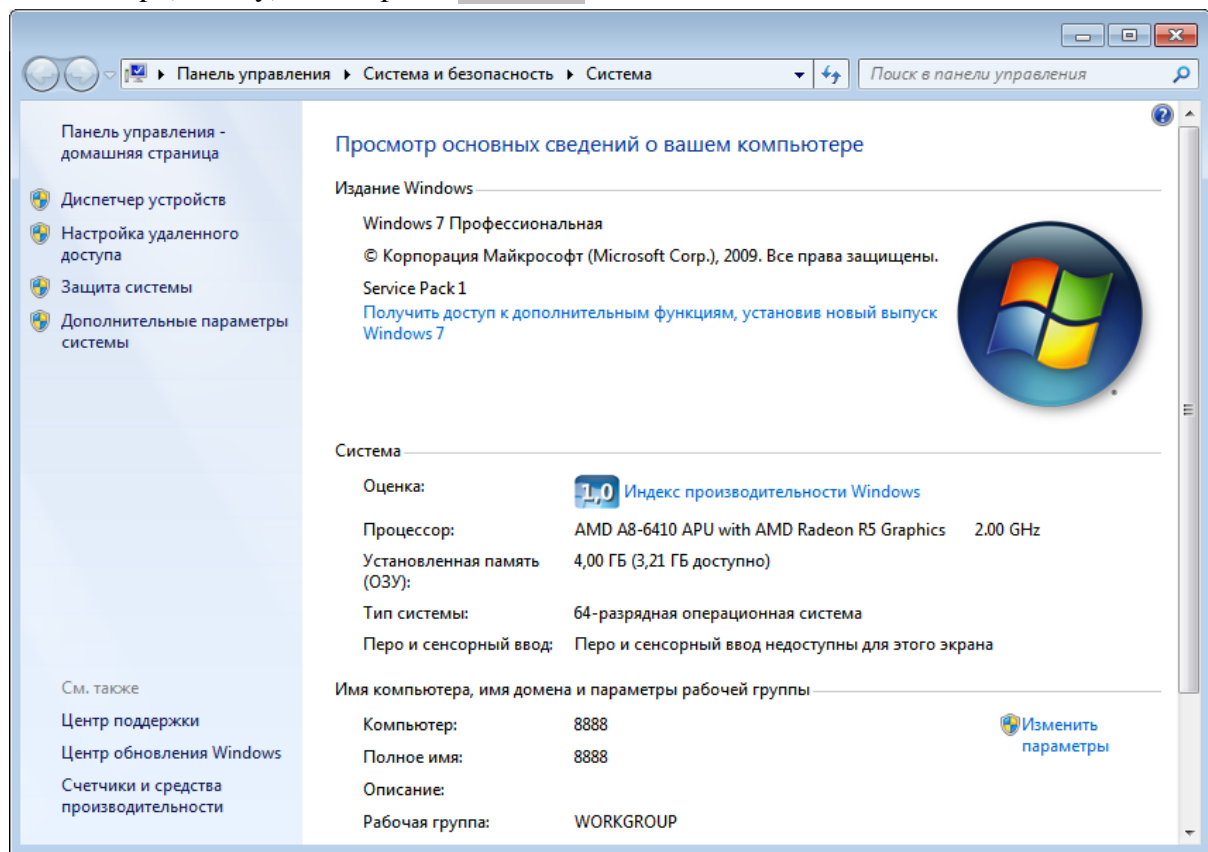 Панель управления ▸ Система и безопасность ▸ Система
Поиск в панели управления
Панель управления -
домашняя страница
Диспетчер устройств
Настройка удаленного
доступа
Защита системы
Дополнительные параметры
системы
См. также
Центр поддержки
Центр обновления Windows
Счетчики и средства
производительности
Просмотр основных сведений о вашем компьютере
Издание Windows
Windows 7 Профессиональная
© Корпорация Майкрософт (Microsoft Corp.), 2009. Все права защищены.
Service Pack 1
Получить доступ к дополнительным функциям, установив новый выпуск
Windows 7
Система
Оценка: 1,0 Индекс производительности Windows
Процессор: AMD A8-6410 APU with AMD Radeon R5 Graphics 2.00 GHz
Установленная память 4,00 ГБ (3,21 ГБ доступно)
(ОЗУ):
Тип системы: 64-разрядная операционная система
Перо и сенсорный ввод: Перо и сенсорный ввод недоступны для этого экрана
Имя компьютера, имя домена и параметры рабочей группы
Компьютер: 8888 Изменить
параметры
Полное имя: 8888
Описание:
Рабочая группа: WORKGROUP